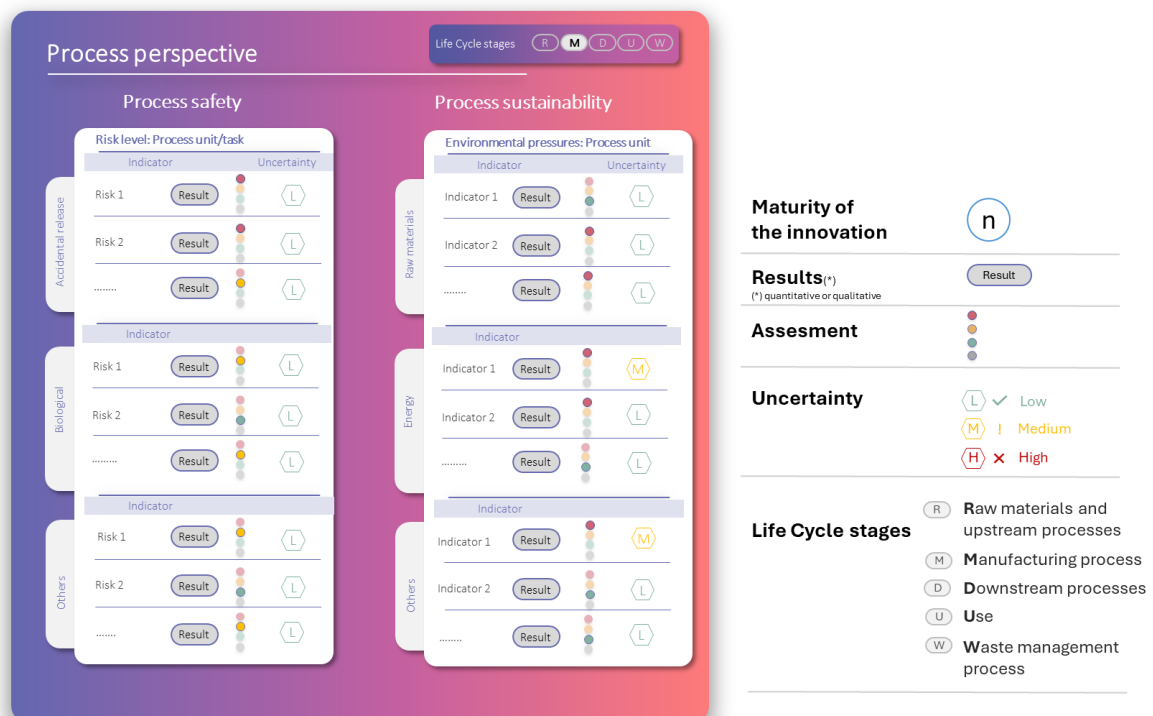 Process perspective
Life Cycle stages R M D U W
Process safety
Process sustainability
Risk level: Process unit/task
Indicator Uncertainty
Accidental release
Risk 1 Result L
Risk 2 Result L
........ Result L
Indicator
Biological
Risk 1 Result L
Risk 2 Result L
......... Result L
Indicator
Others
Risk 1 Result L
Risk 2 Result L
....... Result L
Environmental pressures: Process unit
Indicator Uncertainty
Raw materials
Indicator 1 Result L
Indicator 2 Result L
........ Result L
Indicator
Energy
Indicator 1 Result M
Indicator 2 Result L
......... Result L
Indicator
Others
Indicator 1 Result M
Indicator 2 Result L
........ Result L
Maturity of
the innovation
n
Results(*)
(*) quantitative or qualitative
Result
Assesment
Uncertainty
L ✓ Low
M ! Medium
H × High
Life Cycle stages
R Raw materials and
upstream processes
M Manufacturing process
D Downstream processes
U Use
W Waste management
process